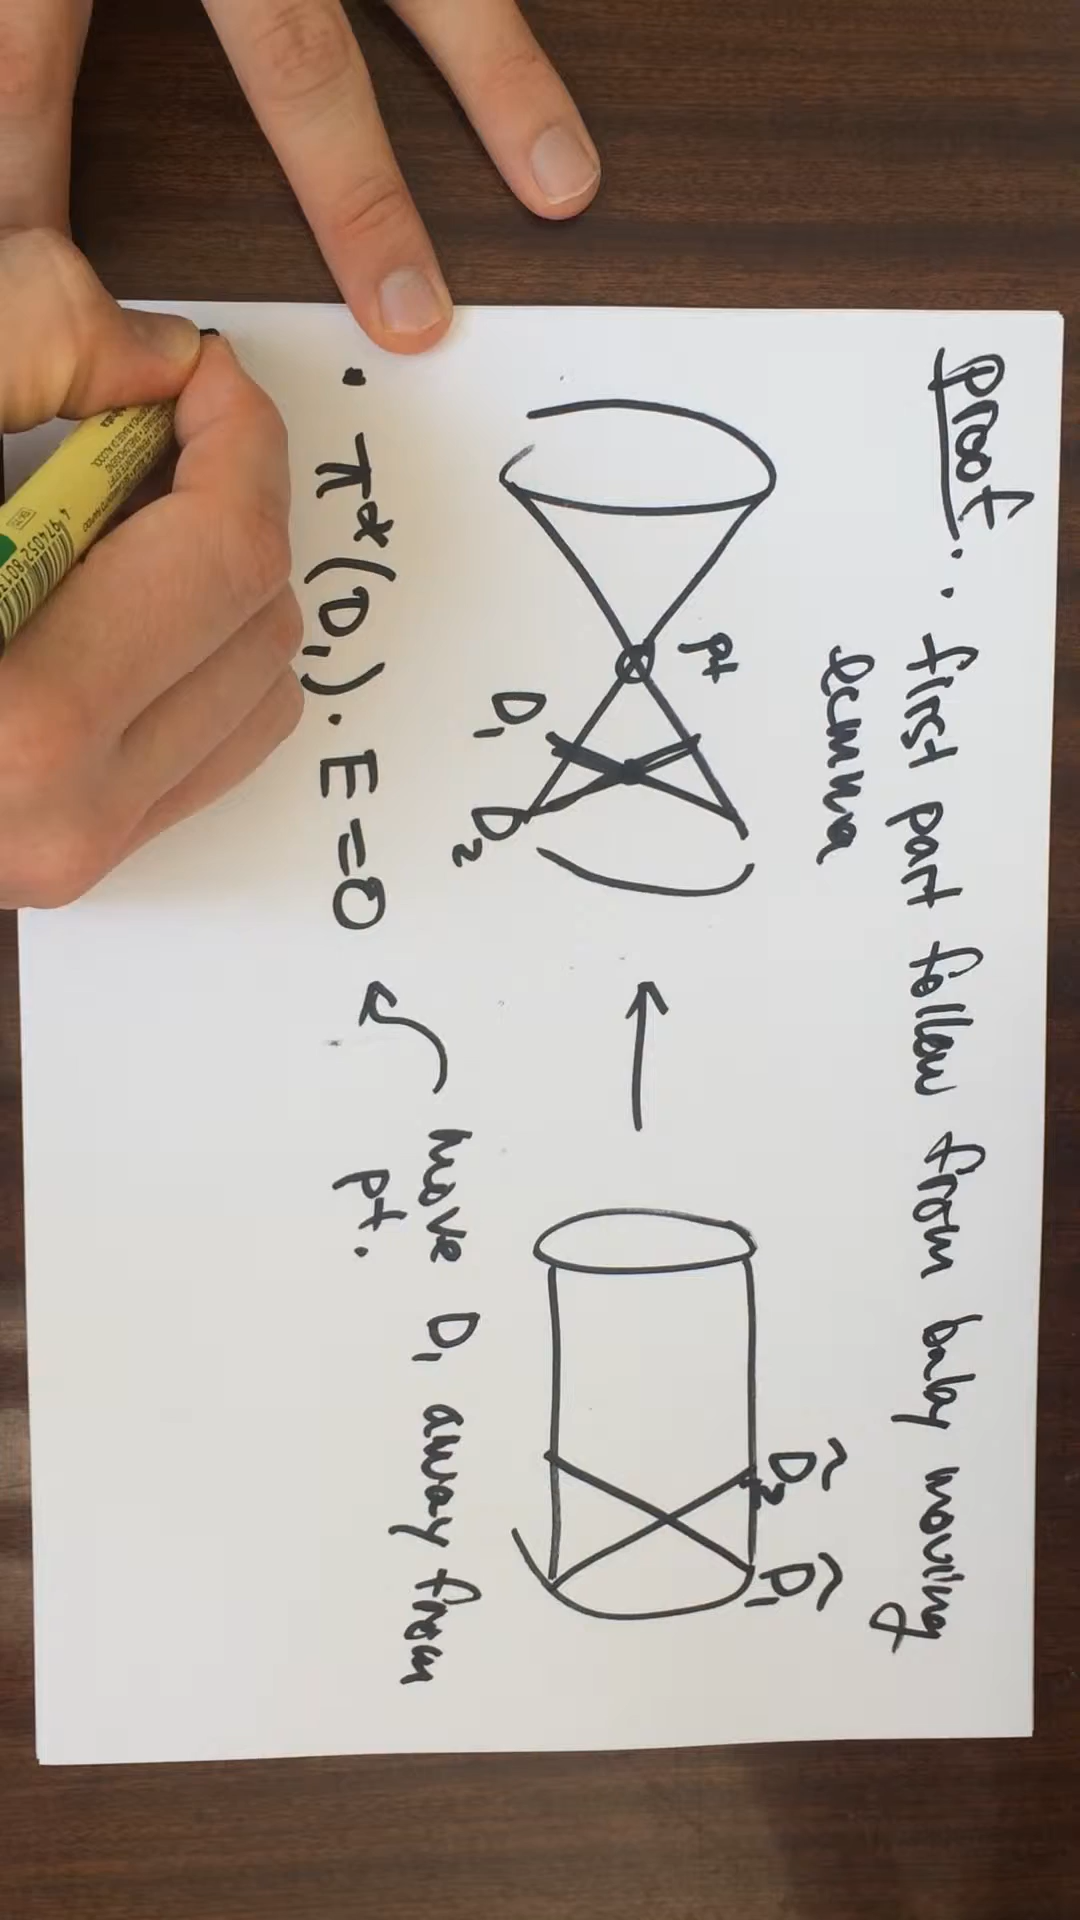 proof. • first part follow from baby moving
lemma
pt
D₁
D₂
D̃₂
D̃₁
• π*(D₁)·E=0
move D₁ away from
pt.